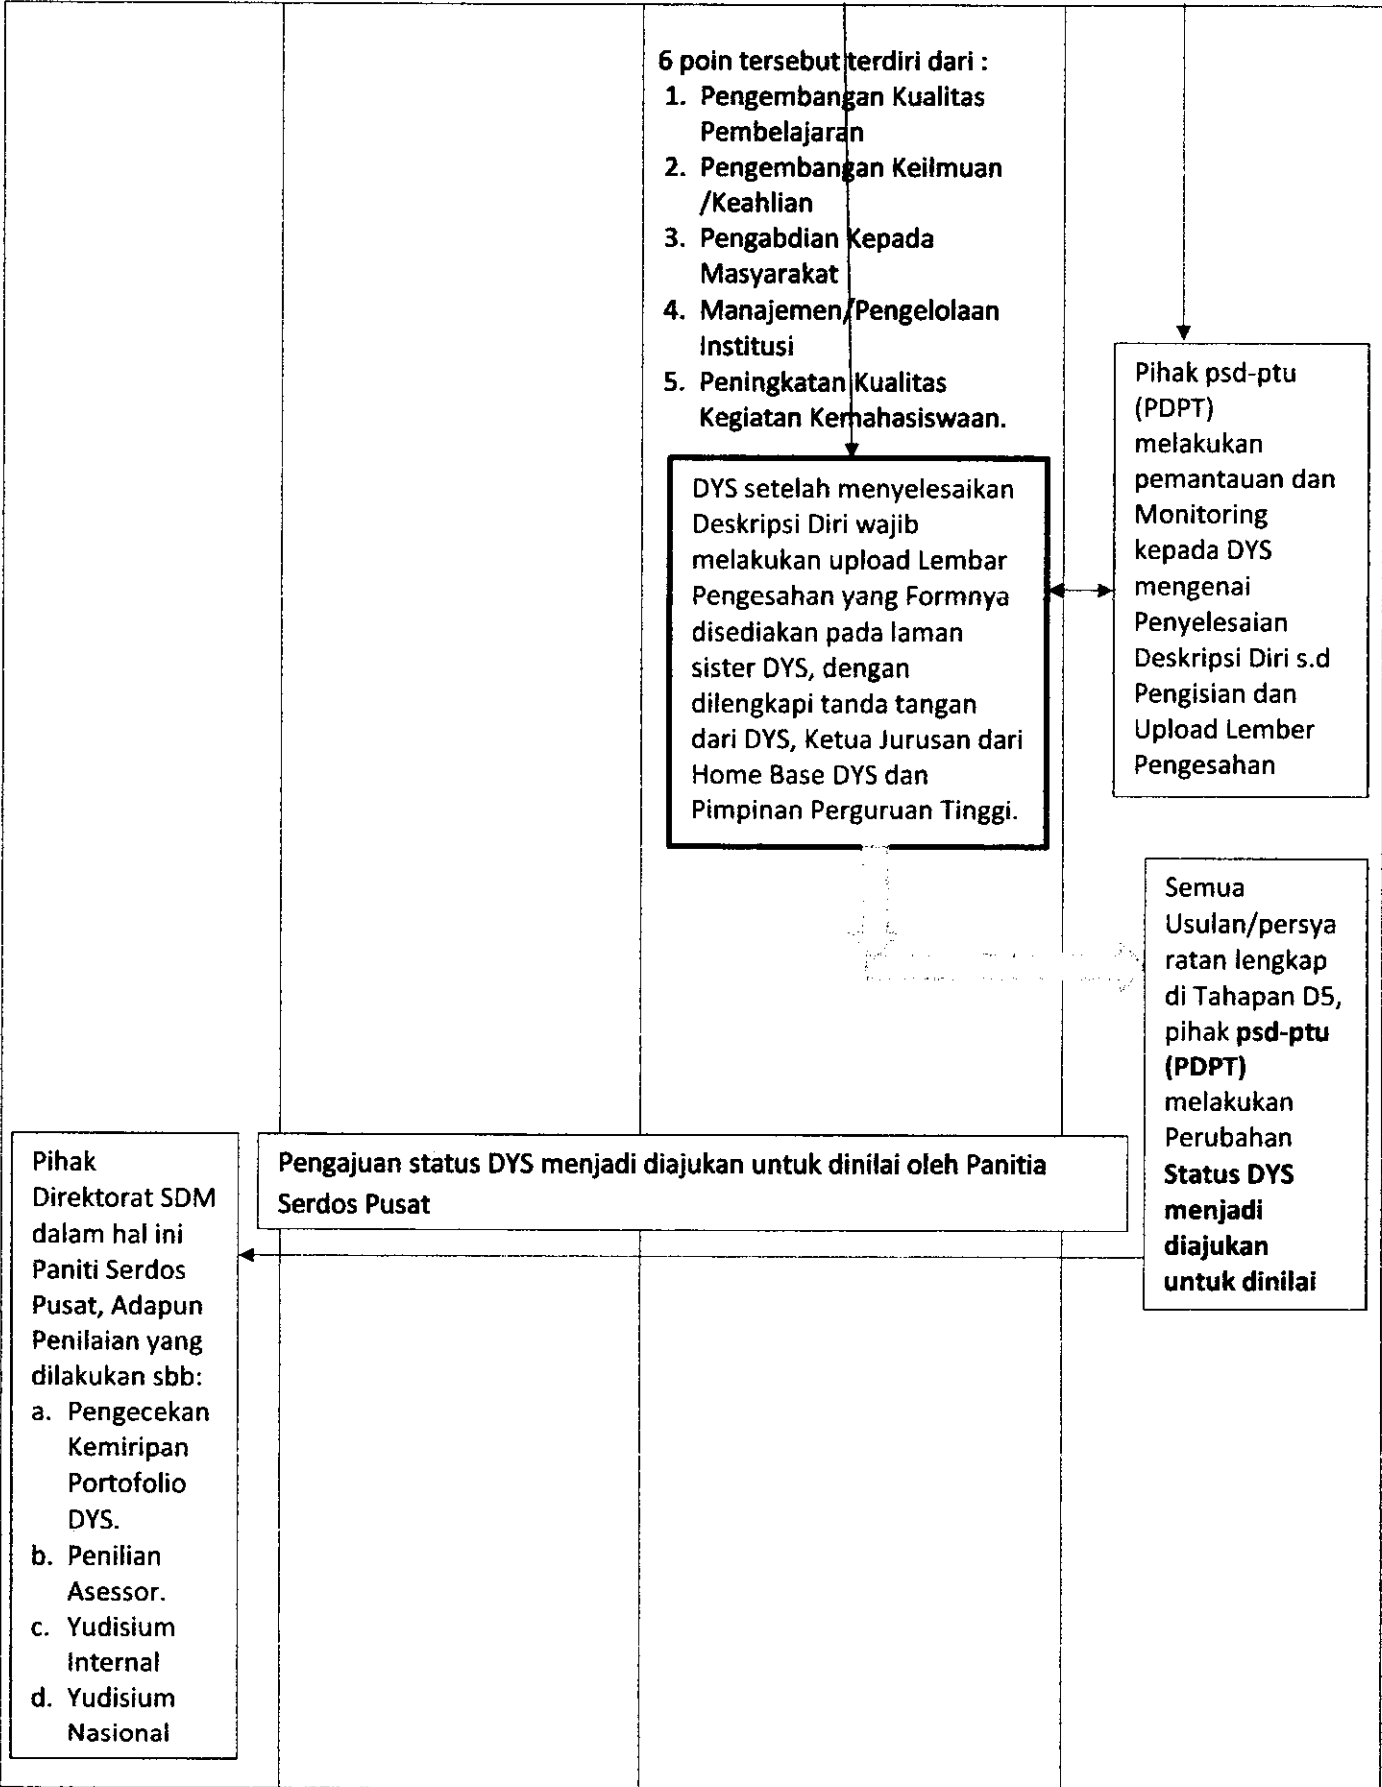 6 poin tersebut terdiri dari :
1. Pengembangan Kualitas
Pembelajaran
2. Pengembangan Keilmuan
/Keahlian
3. Pengabdian Kepada
Masyarakat
4. Manajemen/Pengelolaan
Institusi
5. Peningkatan Kualitas
Kegiatan Kemahasiswaan.
Pihak psd-ptu
(PDPT)
melakukan
pemantauan dan
Monitoring
kepada DYS
mengenai
Penyelesaian
Deskripsi Diri s.d
Pengisian dan
Upload Lember
Pengesahan
DYS setelah menyelesaikan
Deskripsi Diri wajib
melakukan upload Lembar
Pengesahan yang Formnya
disediakan pada laman
sister DYS, dengan
dilengkapi tanda tangan
dari DYS, Ketua Jurusan dari
Home Base DYS dan
Pimpinan Perguruan Tinggi.
Semua
Usulan/persya
ratan lengkap
di Tahapan D5,
pihak psd-ptu
(PDPT)
melakukan
Perubahan
Status DYS
menjadi
diajukan
untuk dinilai
Pengajuan status DYS menjadi diajukan untuk dinilai oleh Panitia
Serdos Pusat
Pihak
Direktorat SDM
dalam hal ini
Paniti Serdos
Pusat, Adapun
Penilaian yang
dilakukan sbb:
a. Pengecekan
Kemiripan
Portofolio
DYS.
b. Penilian
Asessor.
c. Yudisium
Internal
d. Yudisium
Nasional